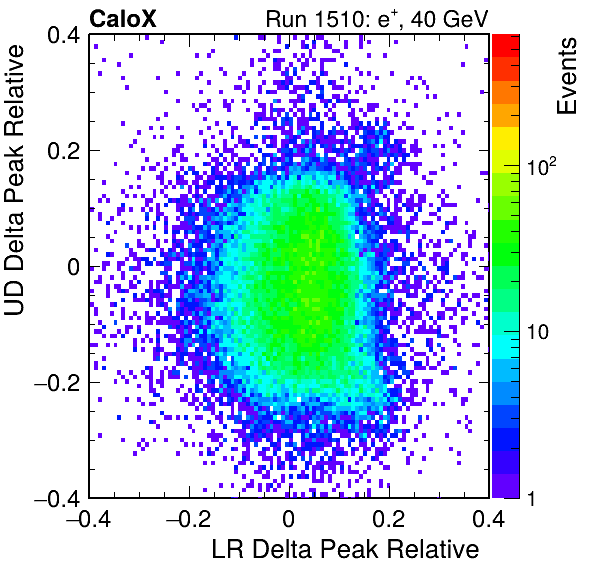 CaloX Run 1510: e⁺, 40 GeV
UD Delta Peak Relative
0.4
0.2
0
−0.2
−0.4
−0.4 −0.2 0 0.2 0.4
LR Delta Peak Relative
Events
10²
10
1